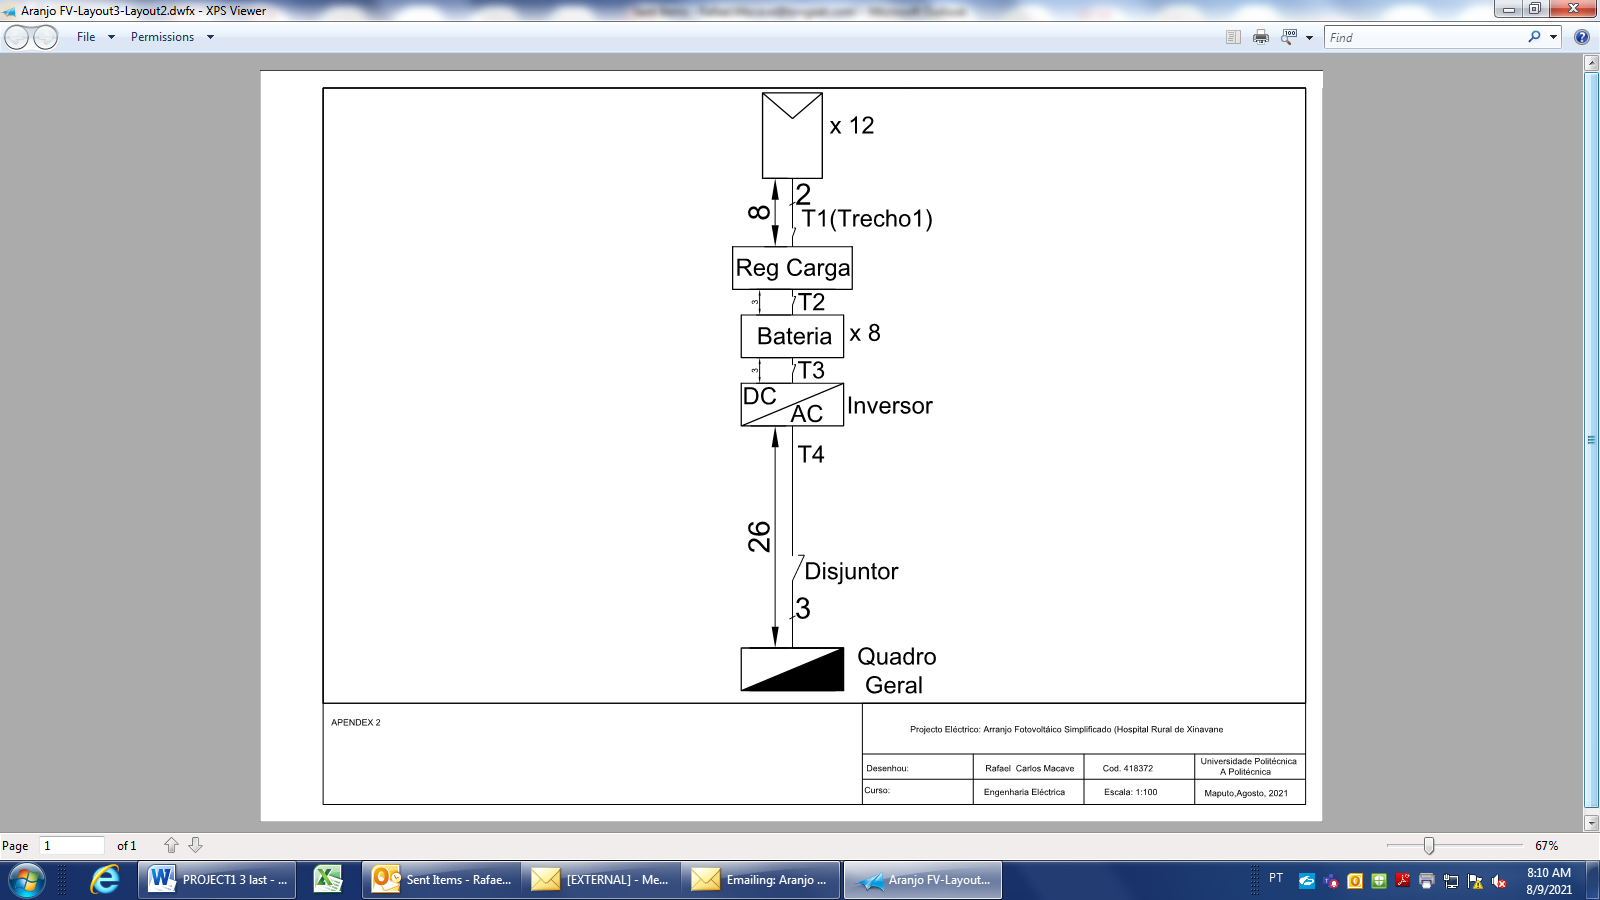 Aranjo FV-Layout3-Layout2.dwfx - XPS Viewer
File
Permissions
Find
x 12
2
8
T1(Trecho1)
Reg Carga
3
T2
Bateria
x 8
3
T3
DC
AC
Inversor
T4
26
Disjuntor
3
Quadro
Geral
APENDEX 2
Projecto Eléctrico: Arranjo Fotovoltáico Simplificado (Hospital Rural de Xinavane
Desenhou:
Rafael Carlos Macave
Cod. 418372
Universidade Politécnica
A Politécnica
Curso:
Engenharia Eléctrica
Escala: 1:100
Maputo,Agosto, 2021
Page 1 of 1
67%
PROJECT1 3 last - ...
Sent Items - Rafae...
[EXTERNAL] - Me...
Emailing: Aranjo ...
Aranjo FV-Layout...
PT
8:10 AM
8/9/2021